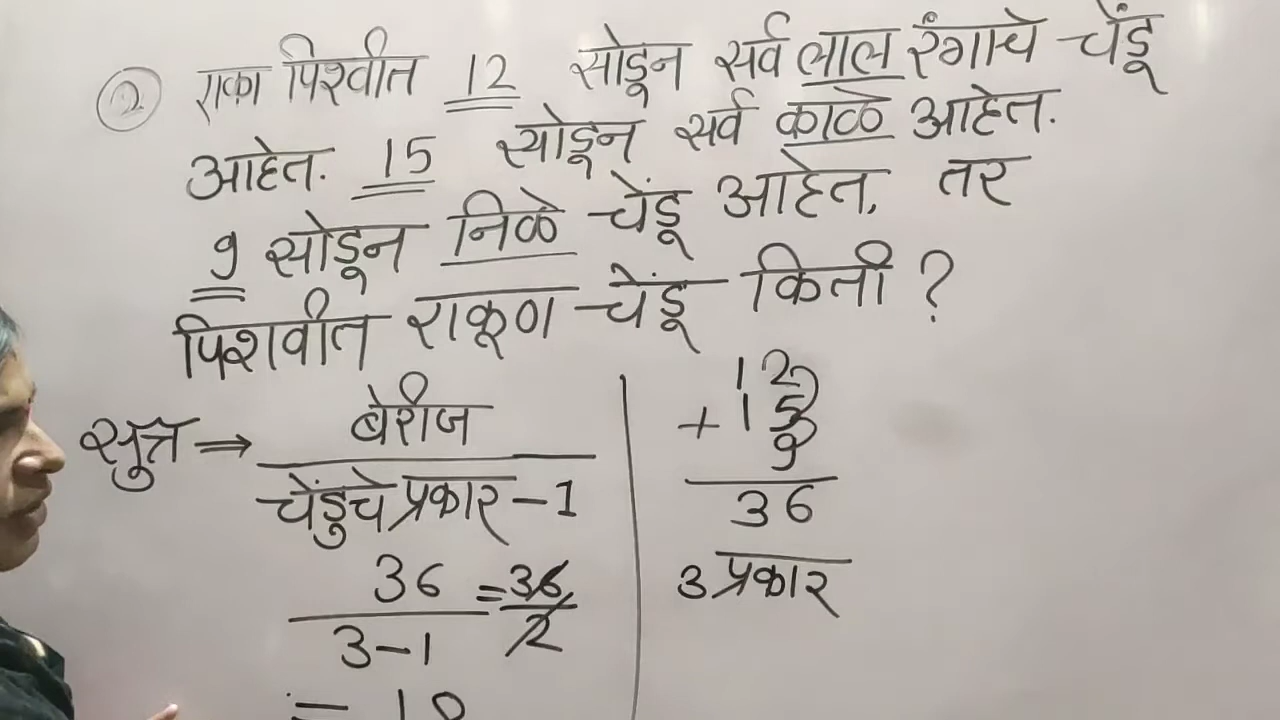 ② एका पिश्वीत 12 सोडून सर्व लाल रंगाचे चेंडू
आहेत. 15 सोडून सर्व काळे आहेत.
9 सोडून निळे चेंडू आहेत, तर
पिशवीत एकूण चेंडू किती ?
सुत्र → बेरीज
चेंडुचे प्रकार - 1
36 = 36
3-1 2
= 18
12
+ 15
9
36
3 प्रकार